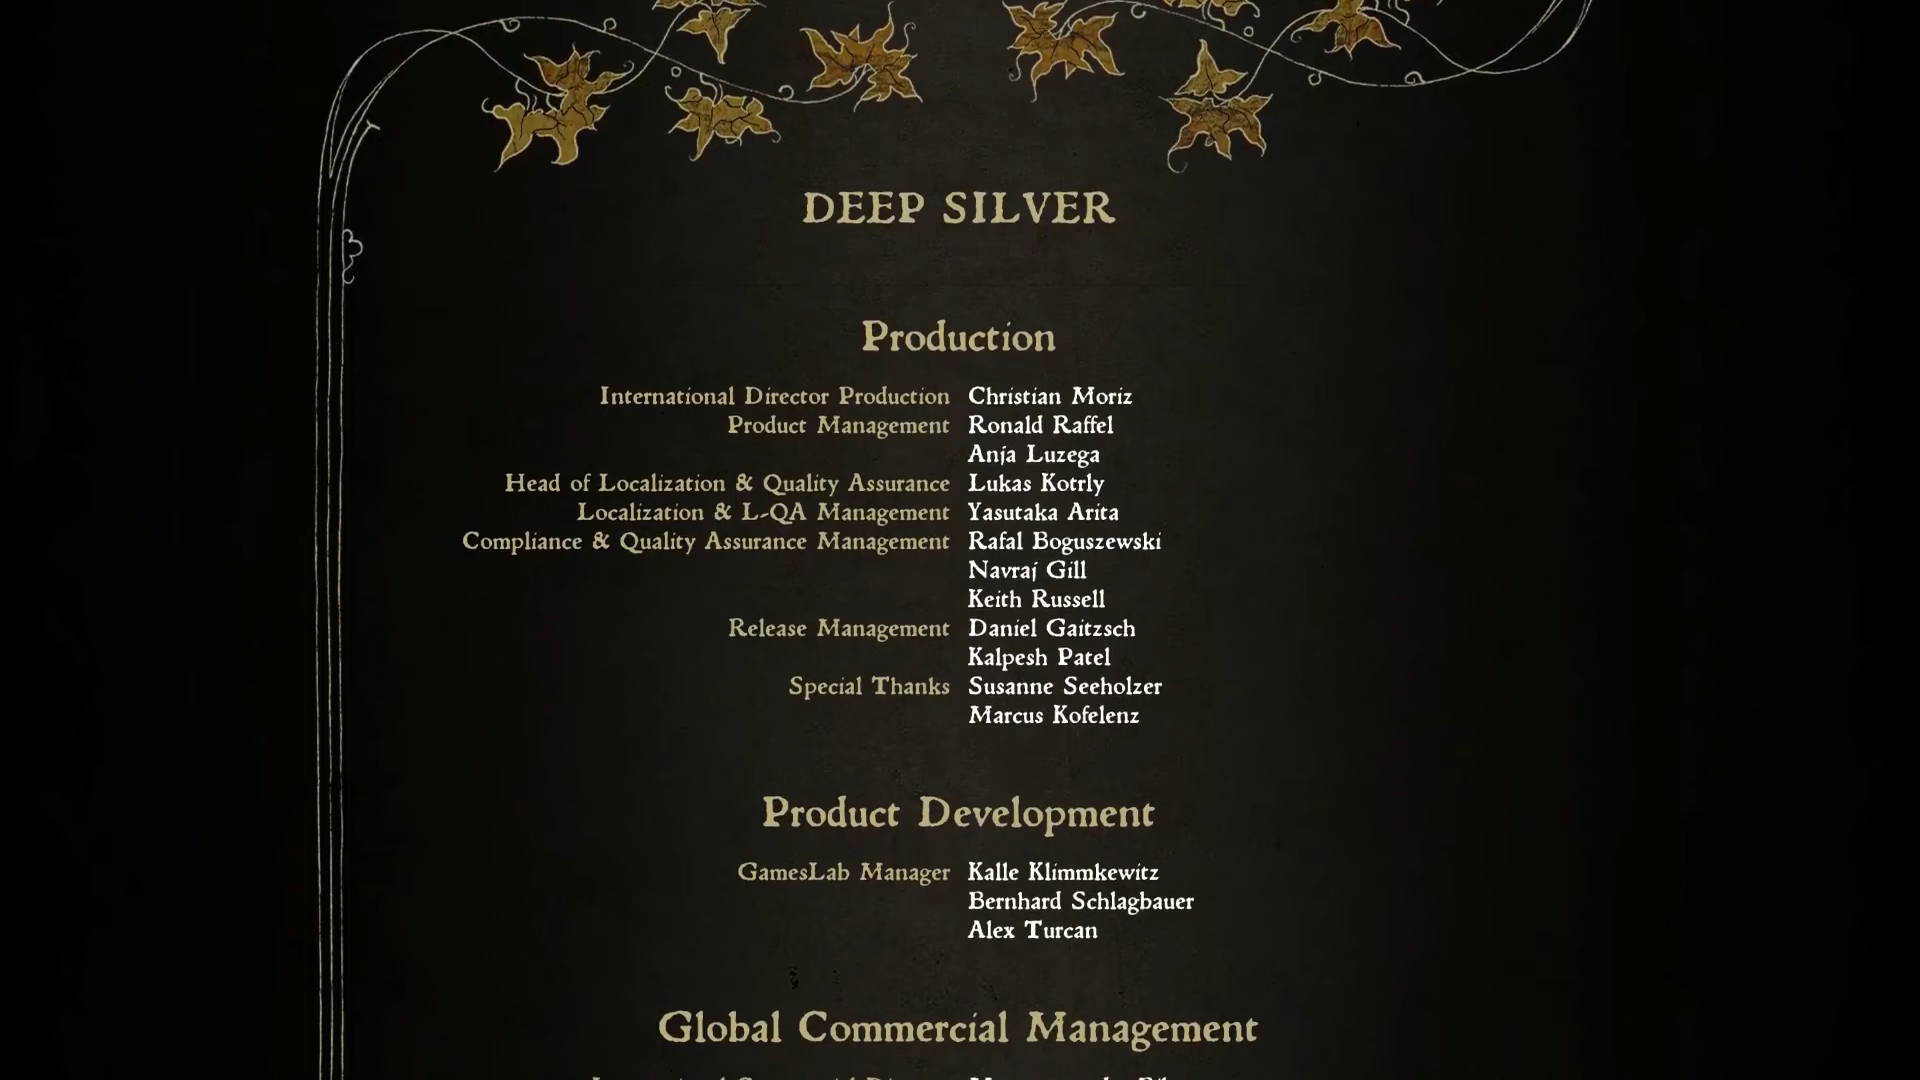 DEEP SILVER
Production
International Director Production Christian Moriz
Product Management Ronald Raffel
Anja Luzega
Head of Localization & Quality Assurance Lukas Kotrly
Localization & L-QA Management Yasutaka Arita
Compliance & Quality Assurance Management Rafal Boguszewski
Navraj Gill
Keith Russell
Release Management Daniel Gaitzsch
Kalpesh Patel
Special Thanks Susanne Seeholzer
Marcus Kofelenz
Product Development
GamesLab Manager Kalle Klimmkewitz
Bernhard Schlagbauer
Alex Turcan
Global Commercial Management